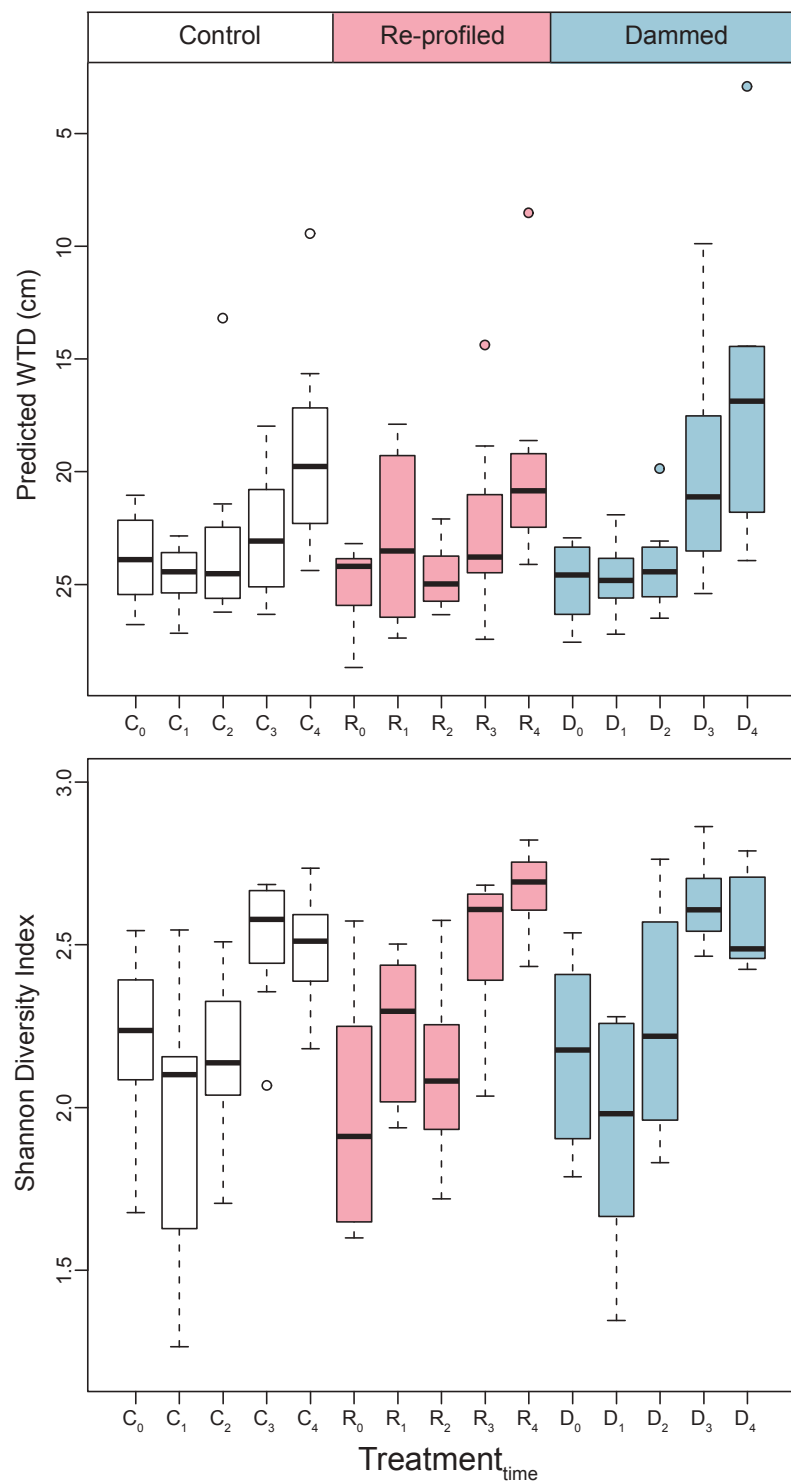 Control Re-profiled Dammed
Predicted WTD (cm)
5
10
15
20
25
C0 C1 C2 C3 C4 R0 R1 R2 R3 R4 D0 D1 D2 D3 D4
Shannon Diversity Index
3.0
2.5
2.0
1.5
C0 C1 C2 C3 C4 R0 R1 R2 R3 R4 D0 D1 D2 D3 D4
Treatmenttime